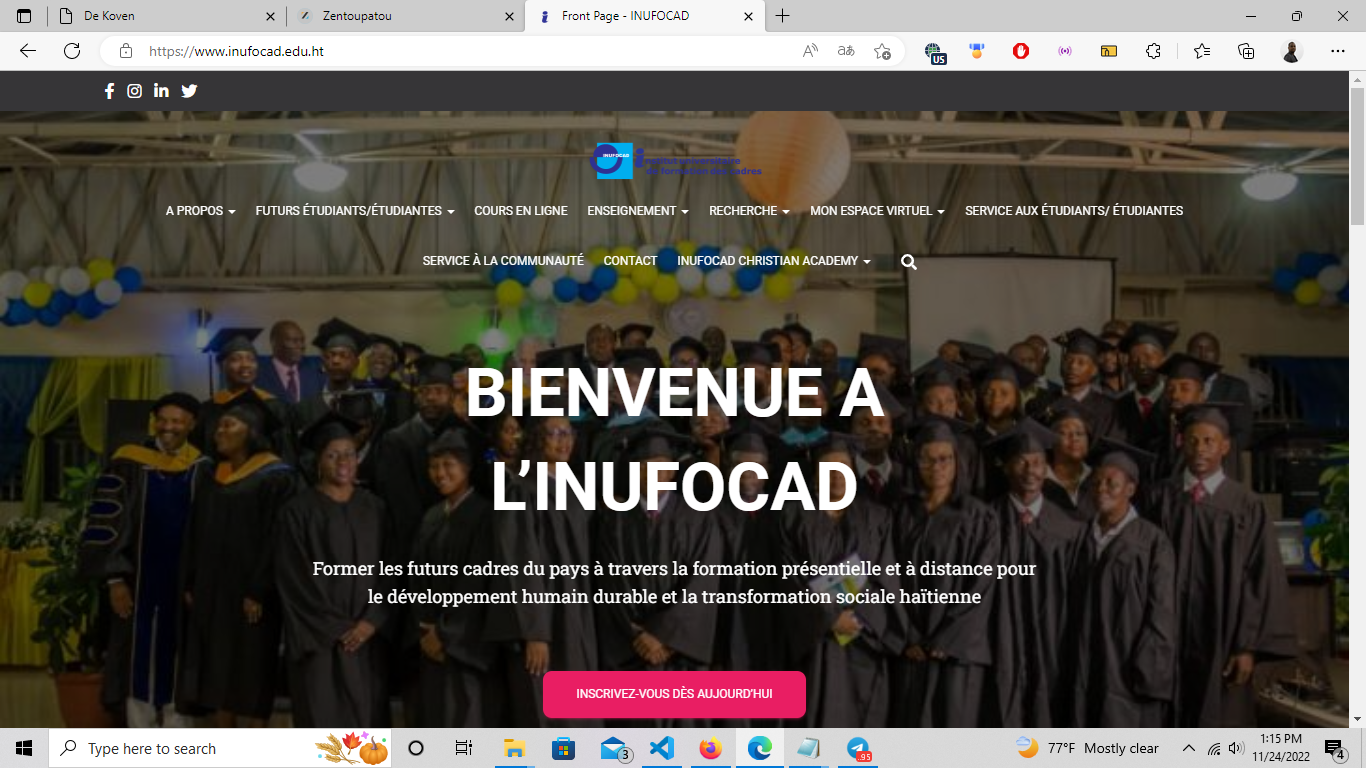 De Koven
Zentoupatou
Front Page - INUFOCAD
https://www.inufocad.edu.ht
US
INUFOCAD
institut universitaire
de formation des cadres
A PROPOS
FUTURS ÉTUDIANTS/ÉTUDIANTES
COURS EN LIGNE
ENSEIGNEMENT
RECHERCHE
MON ESPACE VIRTUEL
SERVICE AUX ÉTUDIANTS/ ÉTUDIANTES
SERVICE À LA COMMUNAUTÉ
CONTACT
INUFOCAD CHRISTIAN ACADEMY
BIENVENUE A
L’INUFOCAD
Former les futurs cadres du pays à travers la formation présentielle et à distance pour
le développement humain durable et la transformation sociale haïtienne
INSCRIVEZ-VOUS DÈS AUJOURD'HUI
Type here to search
3
.95
77°F Mostly clear
1:15 PM
11/24/2022
4